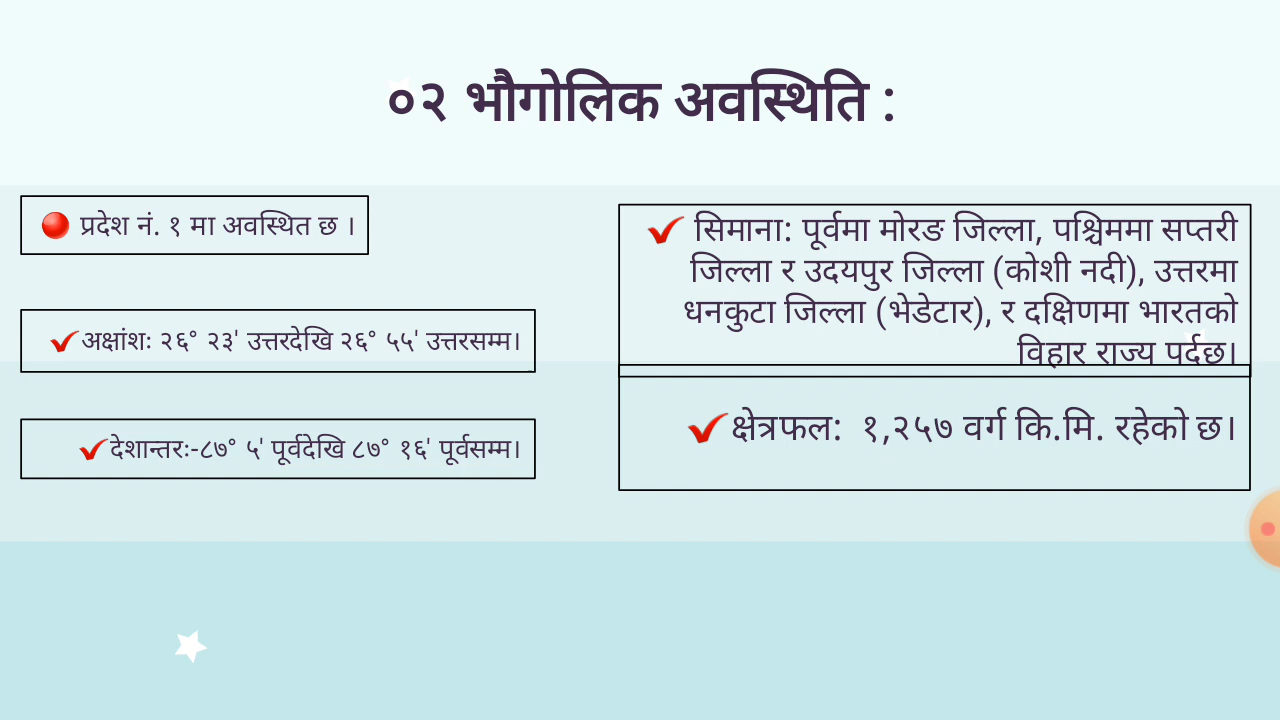 ०२ भौगोलिक अवस्थिति :
प्रदेश नं. १ मा अवस्थित छ ।
अक्षांशः २६° २३' उत्तरदेखि २६° ५५' उत्तरसम्म।
देशान्तरः-८७° ५' पूर्वदेखि ८७° १६' पूर्वसम्म।
सिमाना: पूर्वमा मोरङ जिल्ला, पश्चिममा सप्तरी
जिल्ला र उदयपुर जिल्ला (कोशी नदी), उत्तरमा
धनकुटा जिल्ला (भेडेटार), र दक्षिणमा भारतको
विहार राज्य पर्दछ।
क्षेत्रफल: १,२५७ वर्ग कि.मि. रहेको छ।